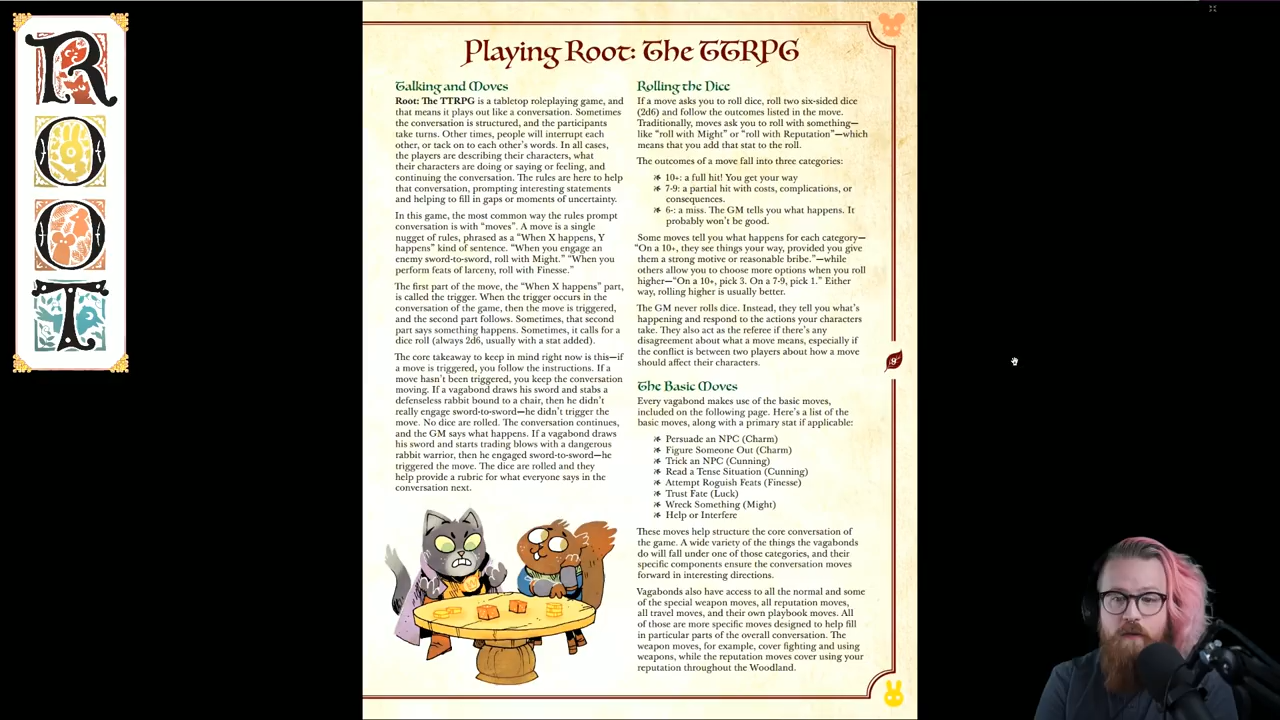 ROOT
Playing Root: The TTRPG
Talking and Moves
Root: The TTRPG is a tabletop roleplaying game, and
that means it plays out like a conversation. Sometimes
the conversation is structured, and the participants
take turns. Other times, people will interrupt each
other, or tack on to each other's words. In all cases,
the players are describing their characters, what
their characters are doing or saying or feeling, and
continuing the conversation. The rules are here to help
that conversation, prompting interesting statements
and helping to fill in gaps or moments of uncertainty.
In this game, the most common way the rules prompt
conversation is with "moves". A move is a single
nugget of rules, phrased as a "When X happens, Y
happens" kind of sentence. "When you engage an
enemy sword-to-sword, roll with Might." "When you
perform feats of larceny, roll with Finesse."
The first part of the move, the "When X happens" part,
is called the trigger. When the trigger occurs in the
conversation of the game, then the move is triggered,
and the second part follows. Sometimes, that second
part says something happens. Sometimes, it calls for a
dice roll (always 2d6, usually with a stat added).
The core takeaway to keep in mind right now is this—if
a move is triggered, you follow the instructions. If a
move hasn't been triggered, you keep the conversation
moving. If a vagabond draws his sword and stabs a
defenseless rabbit bound to a chair, then he didn't
really engage sword-to-sword—he didn't trigger the
move. No dice are rolled. The conversation continues,
and the GM says what happens. If a vagabond draws
his sword and starts trading blows with a dangerous
rabbit warrior, then he engaged sword-to-sword—he
triggered the move. The dice are rolled and they
help provide a rubric for what everyone says in the
conversation next.
Rolling the Dice
If a move asks you to roll dice, roll two six-sided dice
(2d6) and follow the outcomes listed in the move.
Traditionally, moves ask you to roll with something—
like "roll with Might" or "roll with Reputation"—which
means that you add that stat to the roll.
The outcomes of a move fall into three categories:
10+: a full hit! You get your way
7-9: a partial hit with costs, complications, or
consequences.
6-: a miss. The GM tells you what happens. It
probably won't be good.
Some moves tell you what happens for each category—
"On a 10+, they see things your way, provided you give
them a strong motive or reasonable bribe."—while
others allow you to choose more options when you roll
higher—"On a 10+, pick 3. On a 7-9, pick 1." Either
way, rolling higher is usually better.
The GM never rolls dice. Instead, they tell you what's
happening and respond to the actions your characters
take. They also act as the referee if there's any
disagreement about what a move means, especially if
the conflict is between two players about how a move
should affect their characters.
9
The Basic Moves
Every vagabond makes use of the basic moves,
included on the following page. Here's a list of the
basic moves, along with a primary stat if applicable:
Persuade an NPC (Charm)
Figure Someone Out (Charm)
Trick an NPC (Cunning)
Read a Tense Situation (Cunning)
Attempt Roguish Feats (Finesse)
Trust Fate (Luck)
Wreck Something (Might)
Help or Interfere
These moves help structure the core conversation of
the game. A wide variety of the things the vagabonds
do will fall under one of those categories, and their
specific components ensure the conversation moves
forward in interesting directions.
Vagabonds also have access to all the normal and some
of the special weapon moves, all reputation moves,
all travel moves, and their own playbook moves. All
of those are more specific moves designed to help fill
in particular parts of the overall conversation. The
weapon moves, for example, cover fighting and using
weapons, while the reputation moves cover using your
reputation throughout the Woodland.